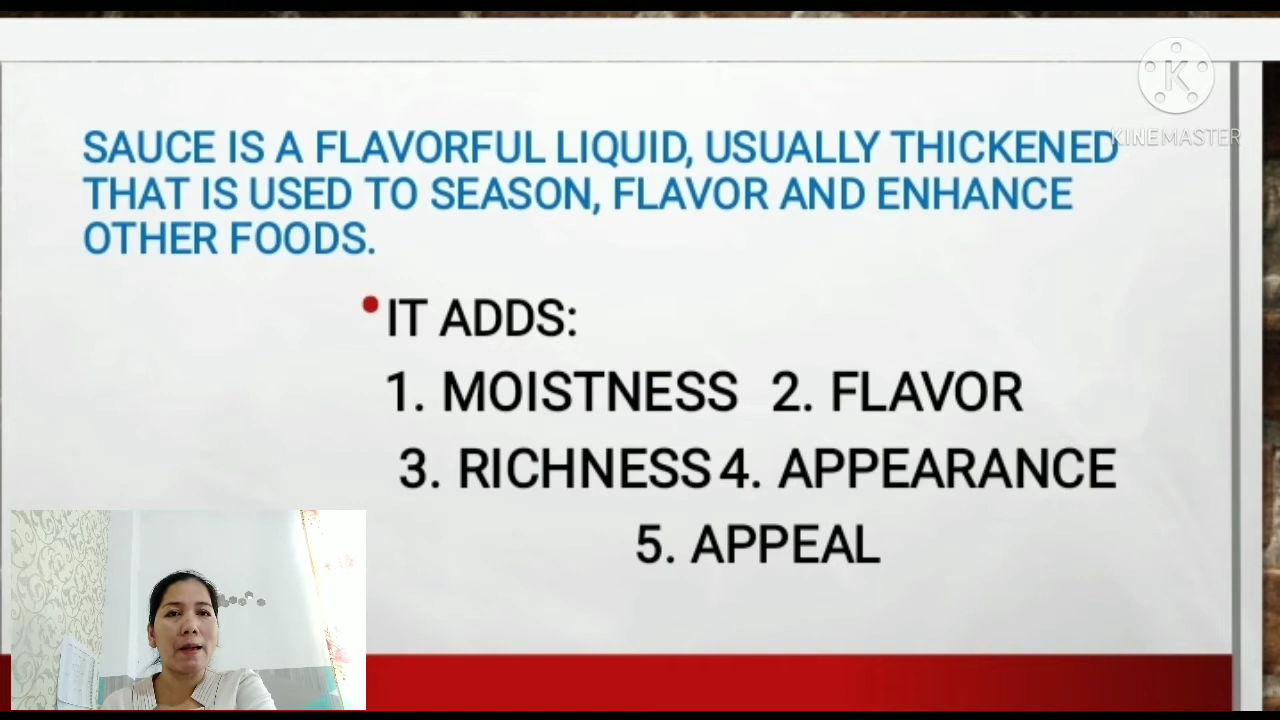 SAUCE IS A FLAVORFUL LIQUID, USUALLY THICKENED
THAT IS USED TO SEASON, FLAVOR AND ENHANCE
OTHER FOODS.
IT ADDS:
1. MOISTNESS 2. FLAVOR
3. RICHNESS 4. APPEARANCE
5. APPEAL
K
KINEMASTER